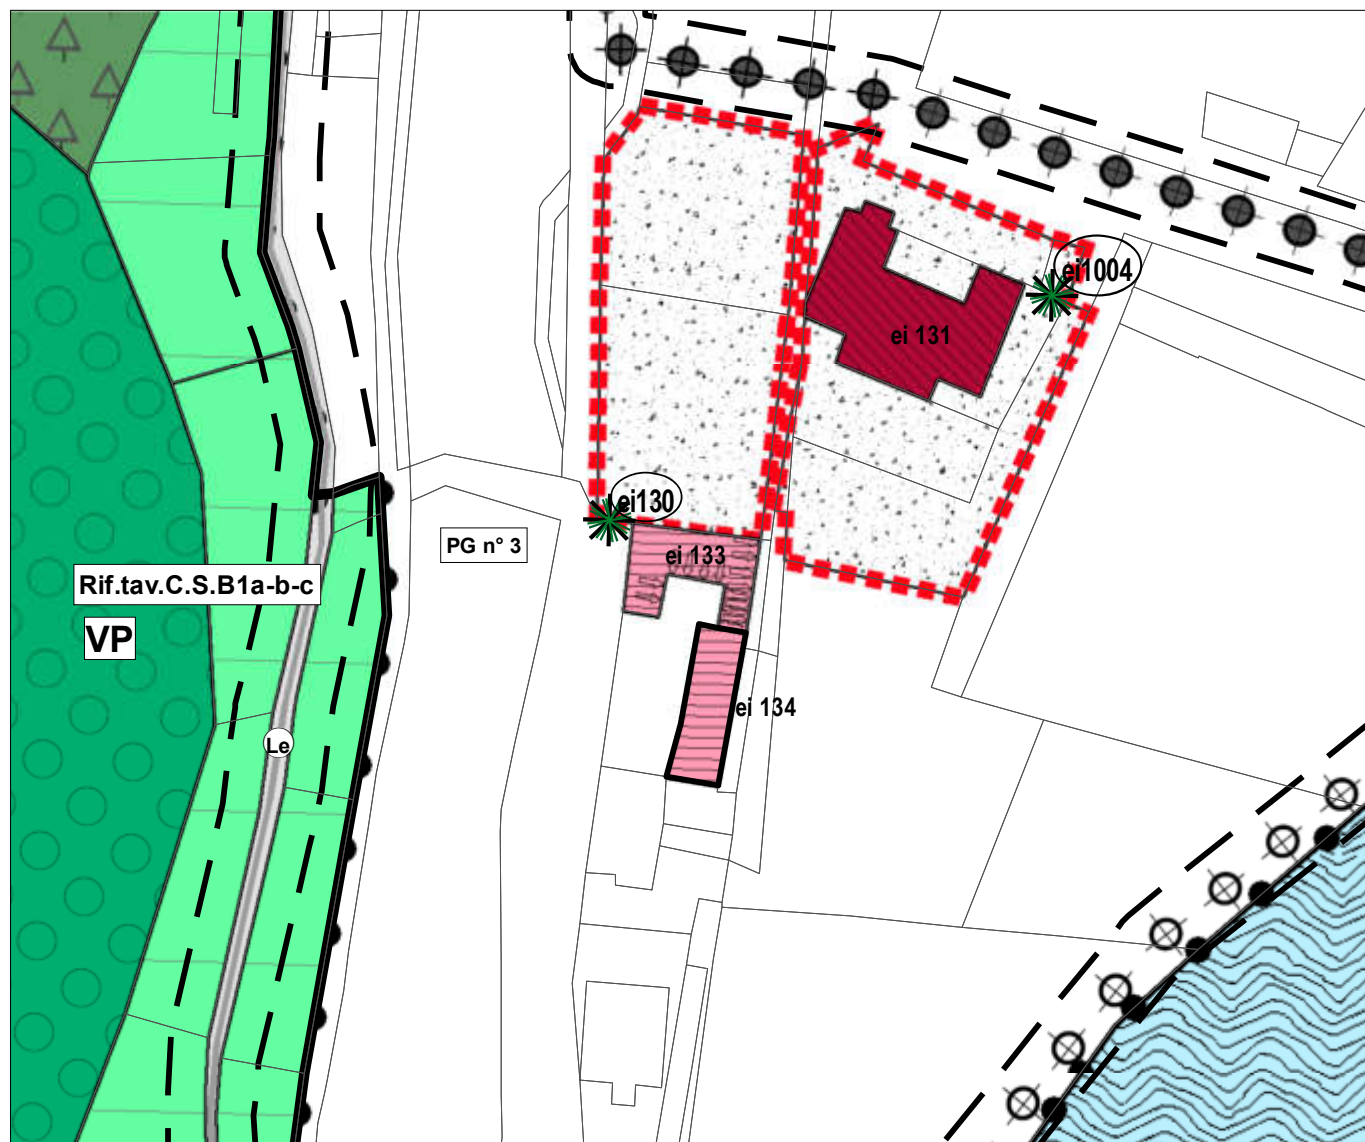 ei1004
ei 131
ei130
PG n° 3
ei 133
Rif.tav.C.S.B1a-b-c
VP
ei 134
Le